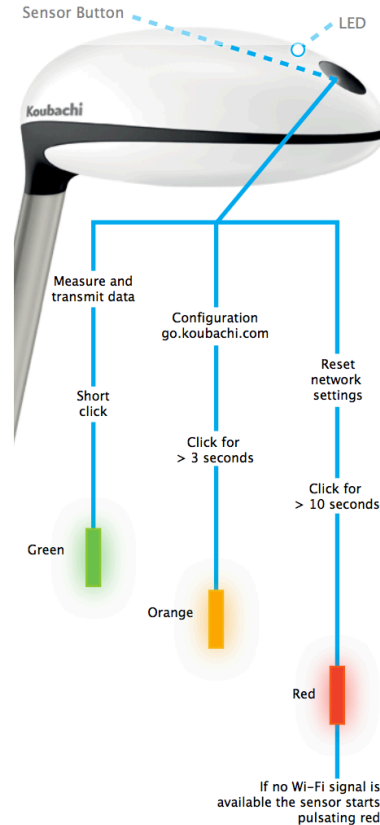 Sensor Button
LED
Koubachi
Measure and
transmit data
Configuration
go.koubachi.com
Reset
network
settings
Short
click
Click for
> 3 seconds
Click for
> 10 seconds
Green
Orange
Red
If no Wi-Fi signal is
available the sensor starts
pulsating red